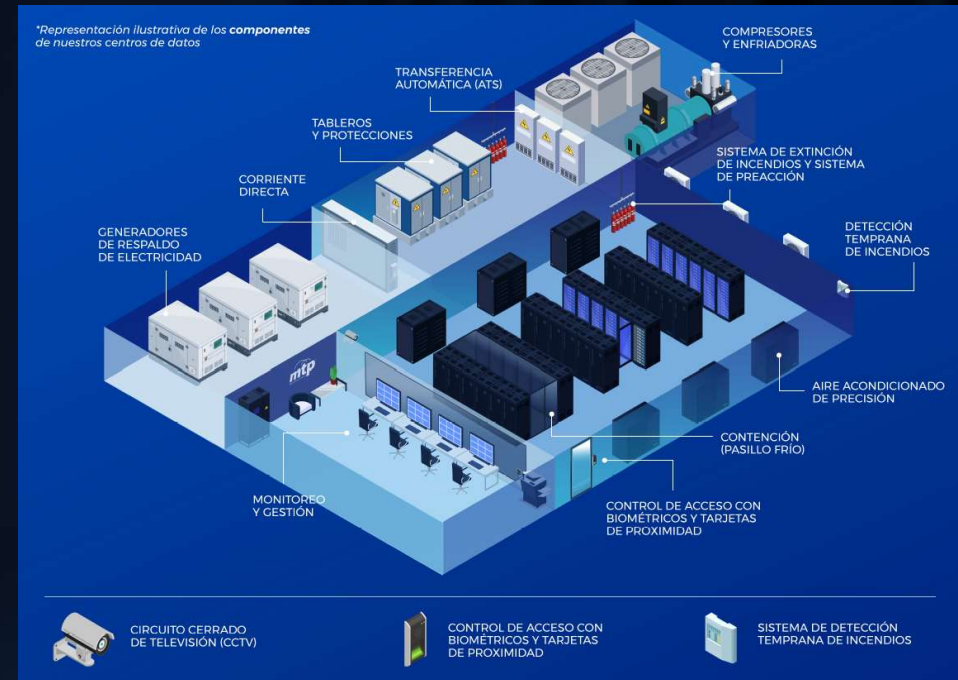 *Representación ilustrativa de los componentes
de nuestros centros de datos
COMPRESORES
Y ENFRIADORAS
TRANSFERENCIA
AUTOMÁTICA (ATS)
TABLEROS
Y PROTECCIONES
SISTEMA DE EXTINCIÓN
DE INCENDIOS Y SISTEMA
DE PREACCIÓN
CORRIENTE
DIRECTA
GENERADORES
DE RESPALDO
DE ELECTRICIDAD
DETECCIÓN
TEMPRANA
DE INCENDIOS
mtp
AIRE ACONDICIONADO
DE PRECISIÓN
CONTENCIÓN
(PASILLO FRÍO)
MONITOREO
Y GESTIÓN
CONTROL DE ACCESO CON
BIOMÉTRICOS Y TARJETAS
DE PROXIMIDAD
CIRCUITO CERRADO
DE TELEVISIÓN (CCTV)
CONTROL DE ACCESO CON
BIOMÉTRICOS Y TARJETAS
DE PROXIMIDAD
SISTEMA DE DETECCIÓN
TEMPRANA DE INCENDIOS